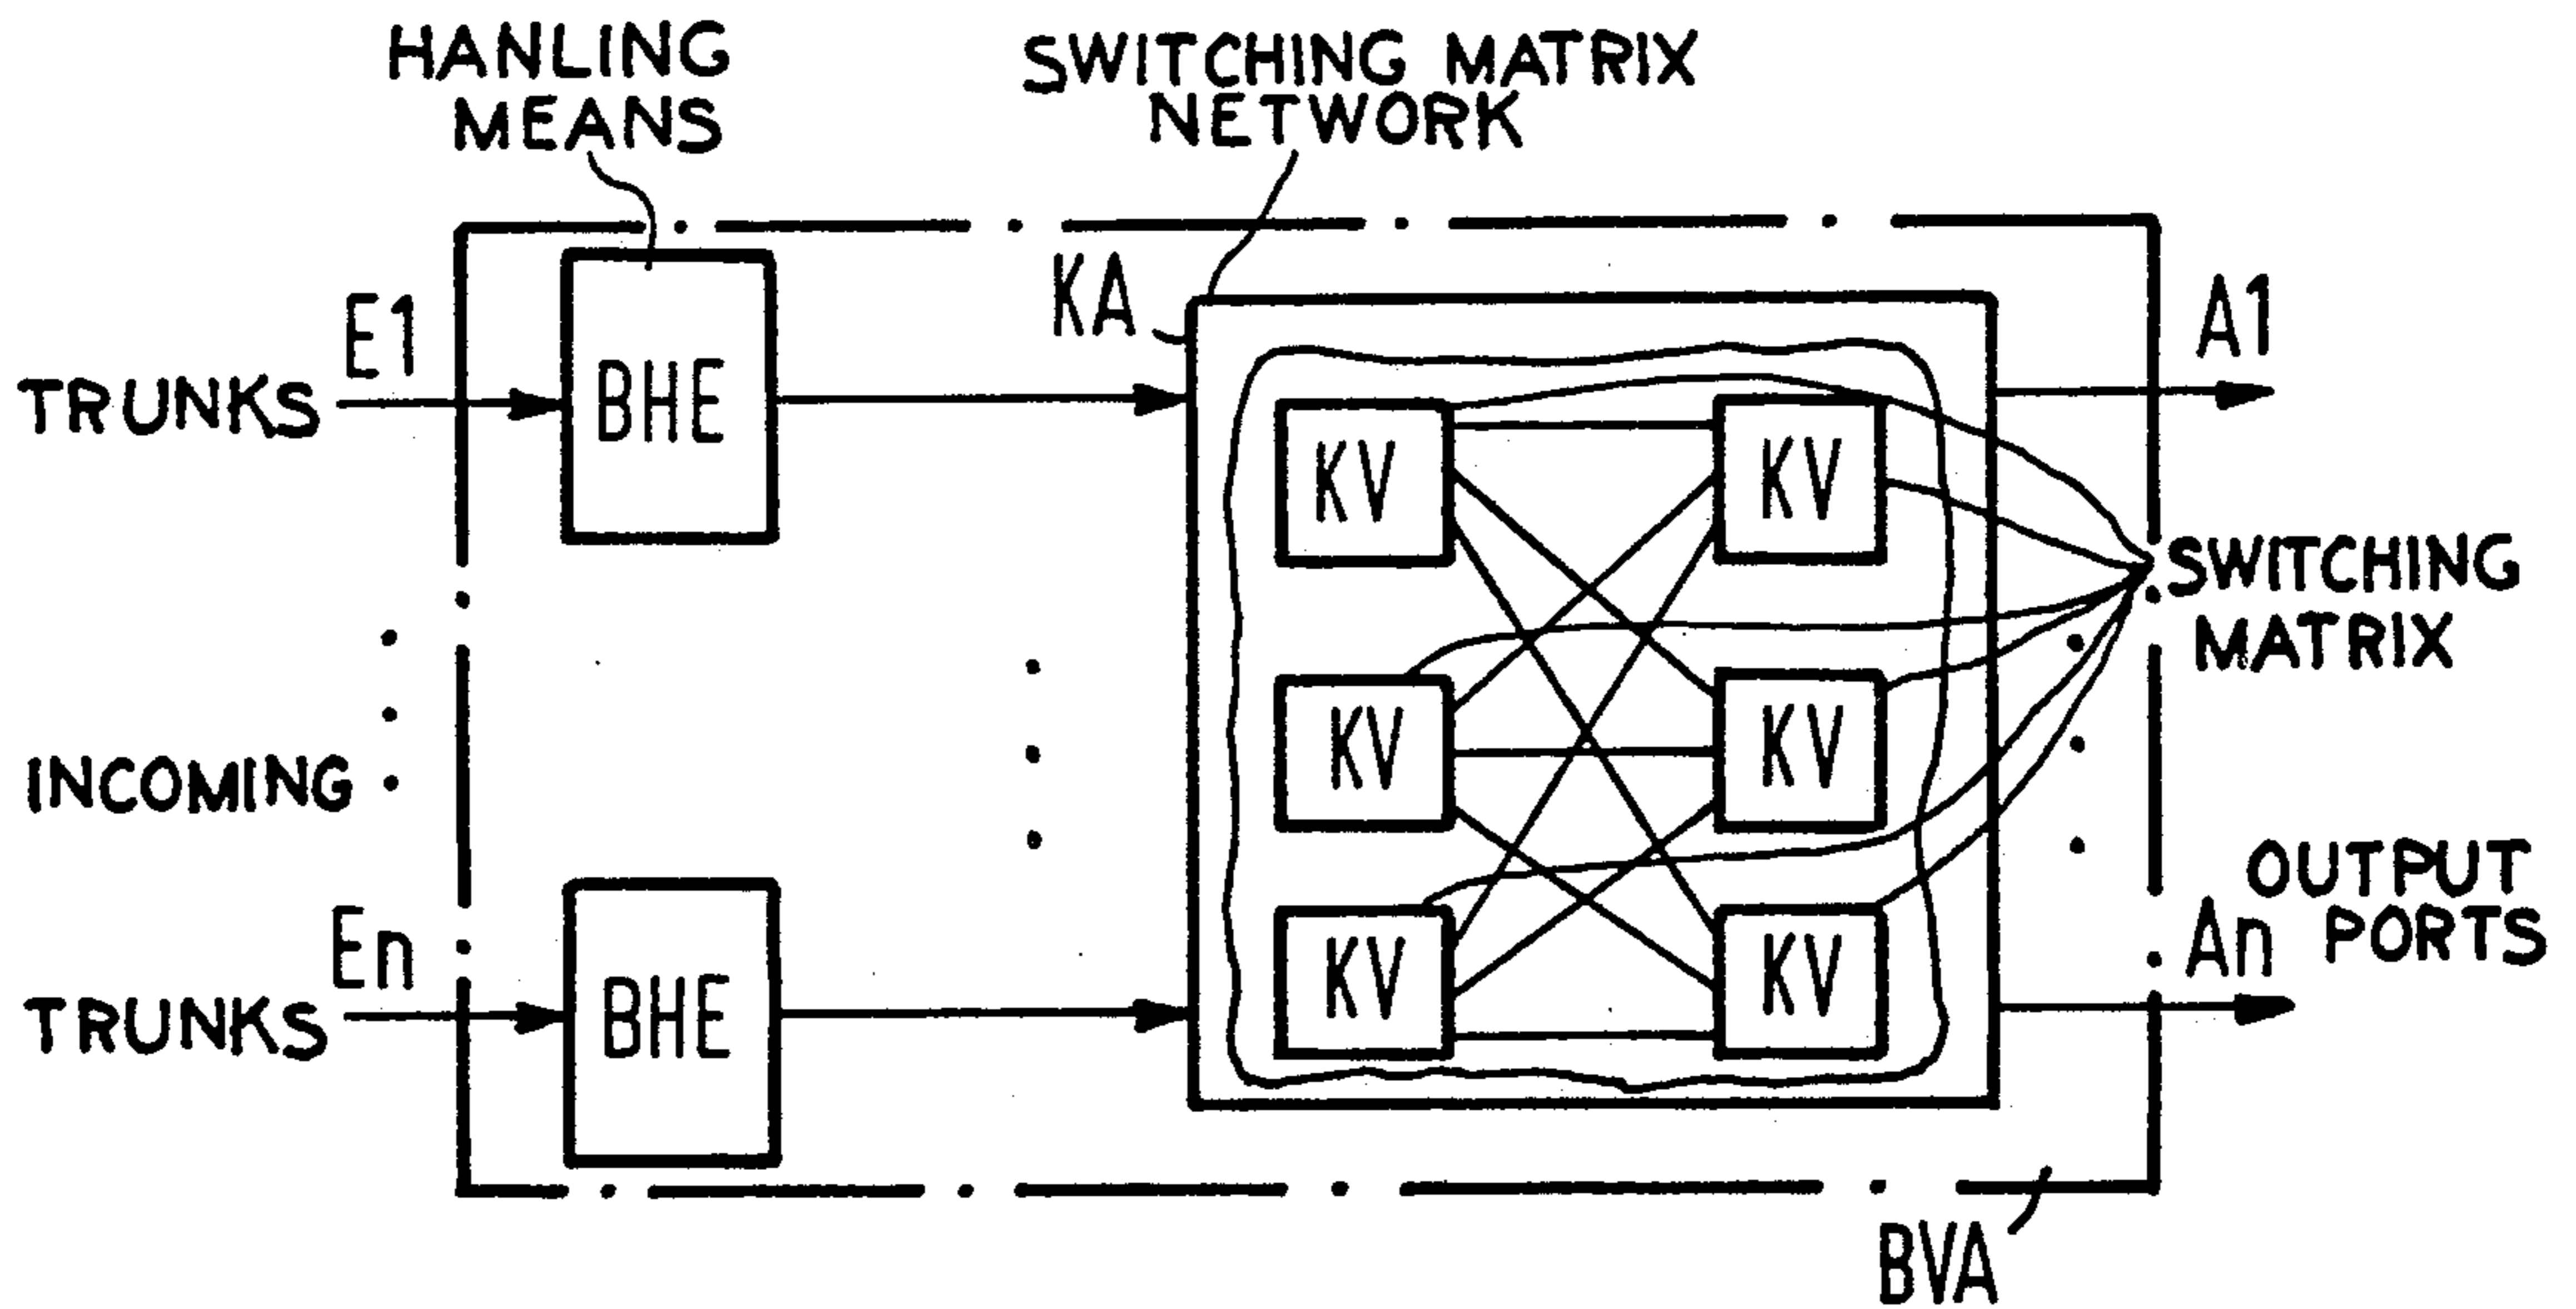 HANLING
MEANS
SWITCHING MATRIX
NETWORK
KA
E1
A1
TRUNKS
BHE
KV
KV
SWITCHING
MATRIX
INCOMING
KV
KV
OUTPUT
PORTS
En
An
TRUNKS
BHE
KV
KV
BVA